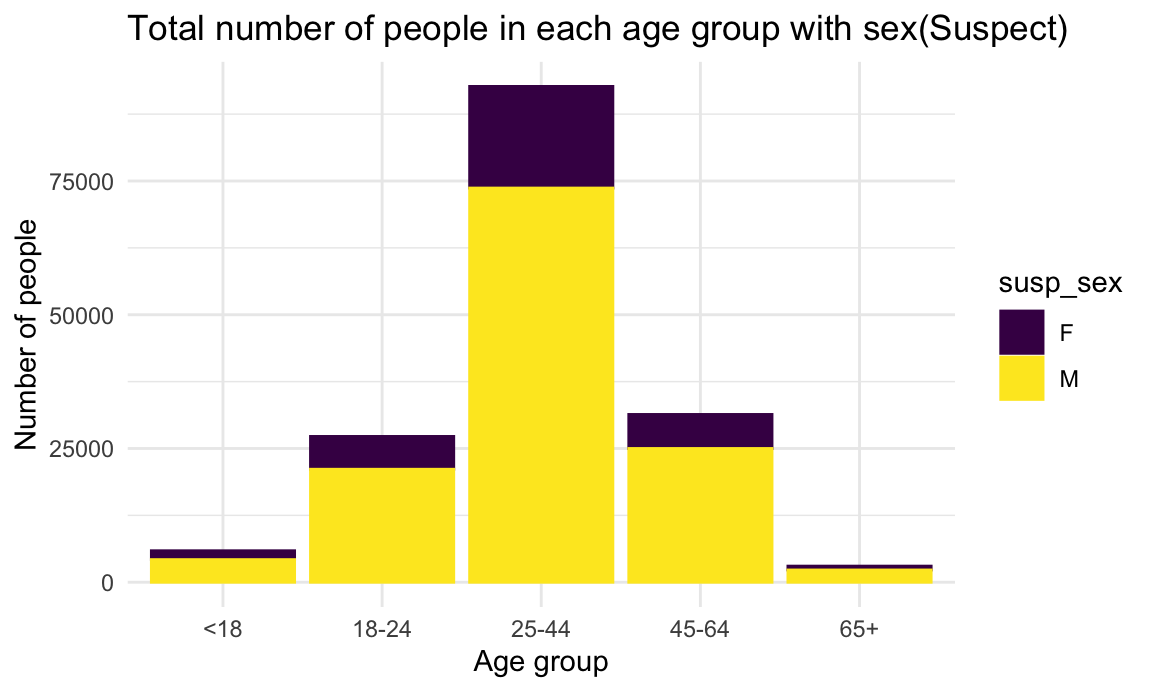 Total number of people in each age group with sex(Suspect)
Number of people
75000
50000
25000
0
<18
18-24
25-44
45-64
65+
Age group
susp_sex
F
M